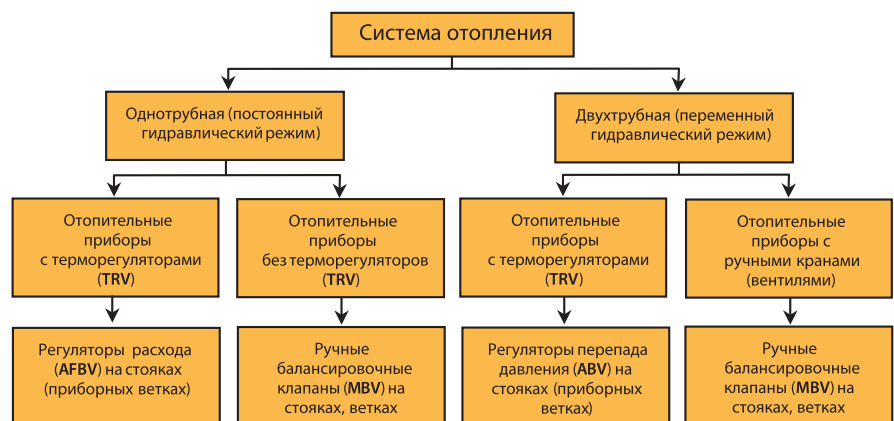 Система отопления
Однотрубная (постоянный
гидравлический режим)
Двухтрубная (переменный
гидравлический режим)
Отопительные
приборы
с терморегуляторами
(TRV)
Отопительные
приборы
без терморегуляторов
(TRV)
Отопительные
приборы
с терморегуляторами
(TRV)
Отопительные
приборы с
ручными кранами
(вентилями)
Регуляторы расхода
(AFBV) на стояках
(приборных ветках)
Ручные
балансировочные
клапаны (MBV) на
стояках, ветках
Регуляторы перепада
давления (ABV) на
стояках (приборных
ветках)
Ручные
балансировочные
клапаны (MBV) на
стояках, ветках